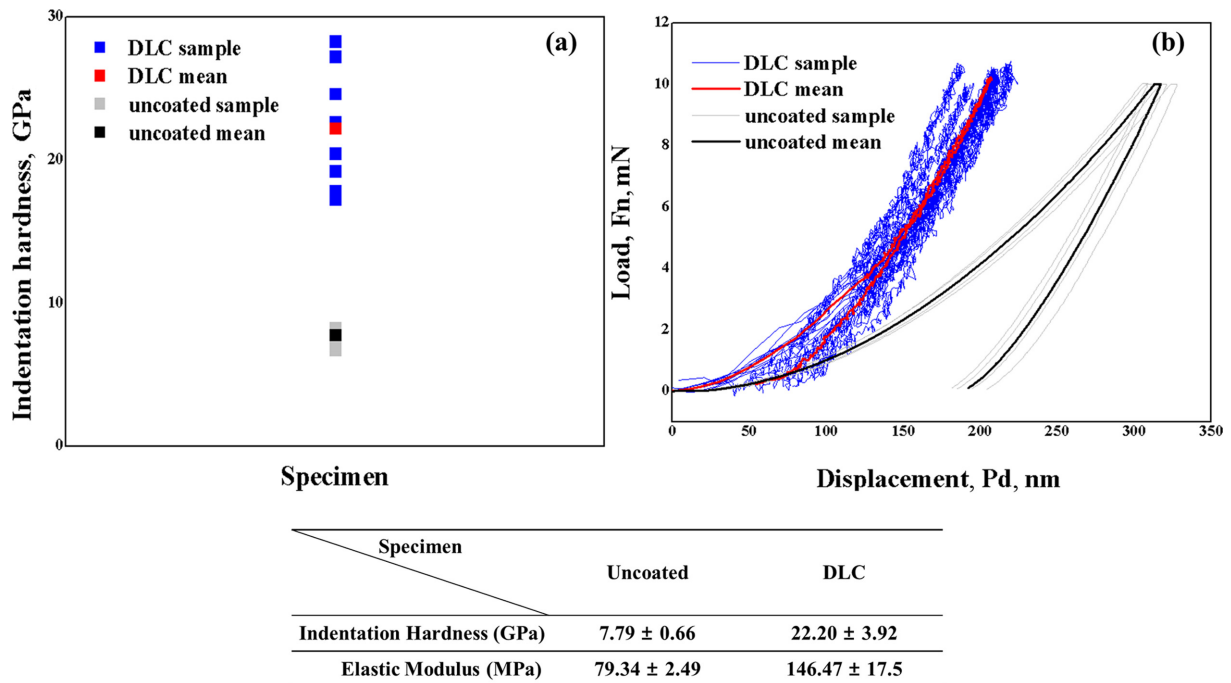 30
20
10
0
Indentation hardness, GPa
DLC sample
DLC mean
uncoated sample
uncoated mean
(a)
Specimen
12
10
8
6
4
2
0
Load, Fn, mN
DLC sample
DLC mean
uncoated sample
uncoated mean
(b)
0 50 100 150 200 250 300 350
Displacement, Pd, nm
Specimen
Uncoated DLC
Indentation Hardness (GPa) 7.79 ± 0.66 22.20 ± 3.92
Elastic Modulus (MPa) 79.34 ± 2.49 146.47 ± 17.5